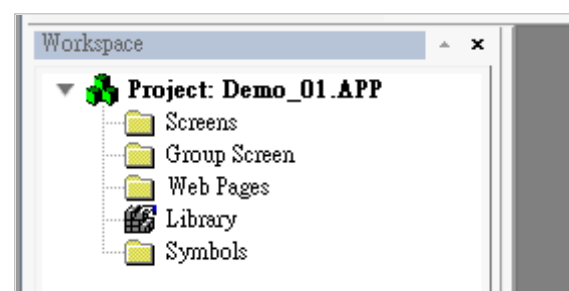 Workspace
Project: Demo_01.APP
Screens
Group Screen
Web Pages
Library
Symbols